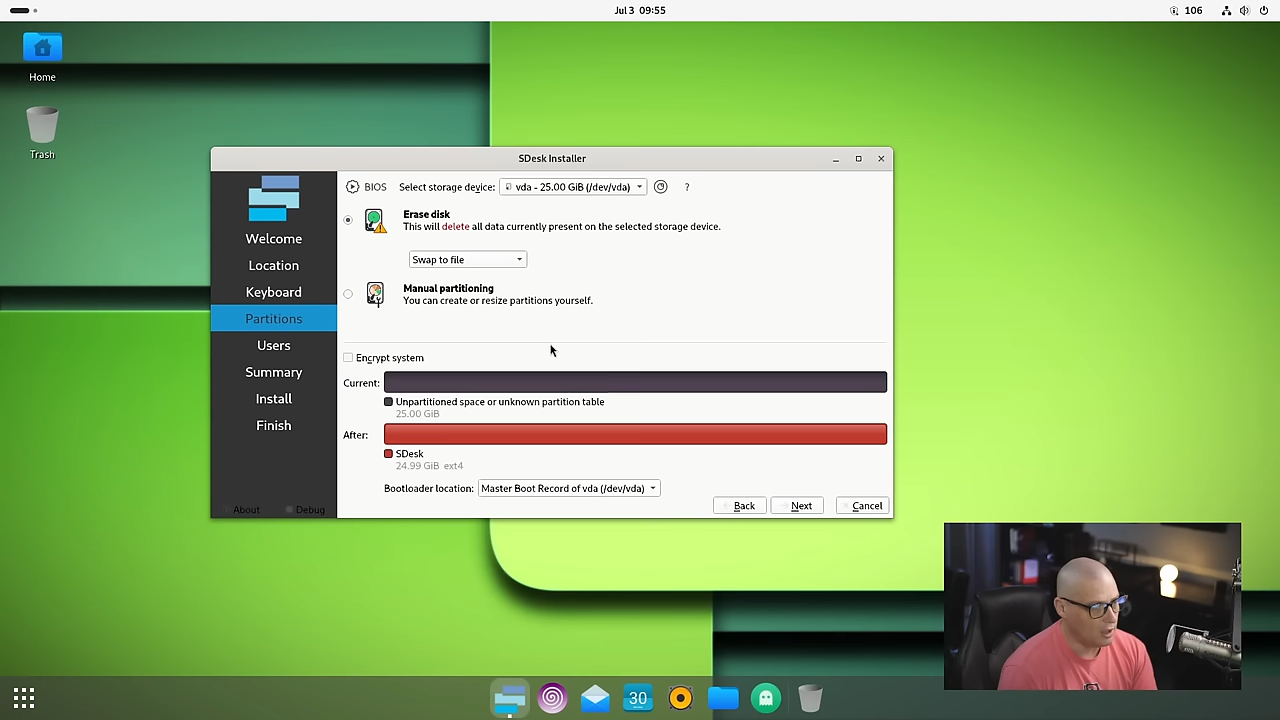 Jul 3 09:55
106
Home
Trash
SDesk Installer
Welcome
Location
Keyboard
Partitions
Users
Summary
Install
Finish
About
Debug
BIOS
Select storage device:
vda - 25.00 GiB (/dev/vda)
?
Erase disk
This will delete all data currently present on the selected storage device.
Swap to file
Manual partitioning
You can create or resize partitions yourself.
Encrypt system
Current:
Unpartitioned space or unknown partition table
25.00 GiB
After:
SDesk
24.99 GiB ext4
Bootloader location:
Master Boot Record of vda (/dev/vda)
Back
Next
Cancel
30